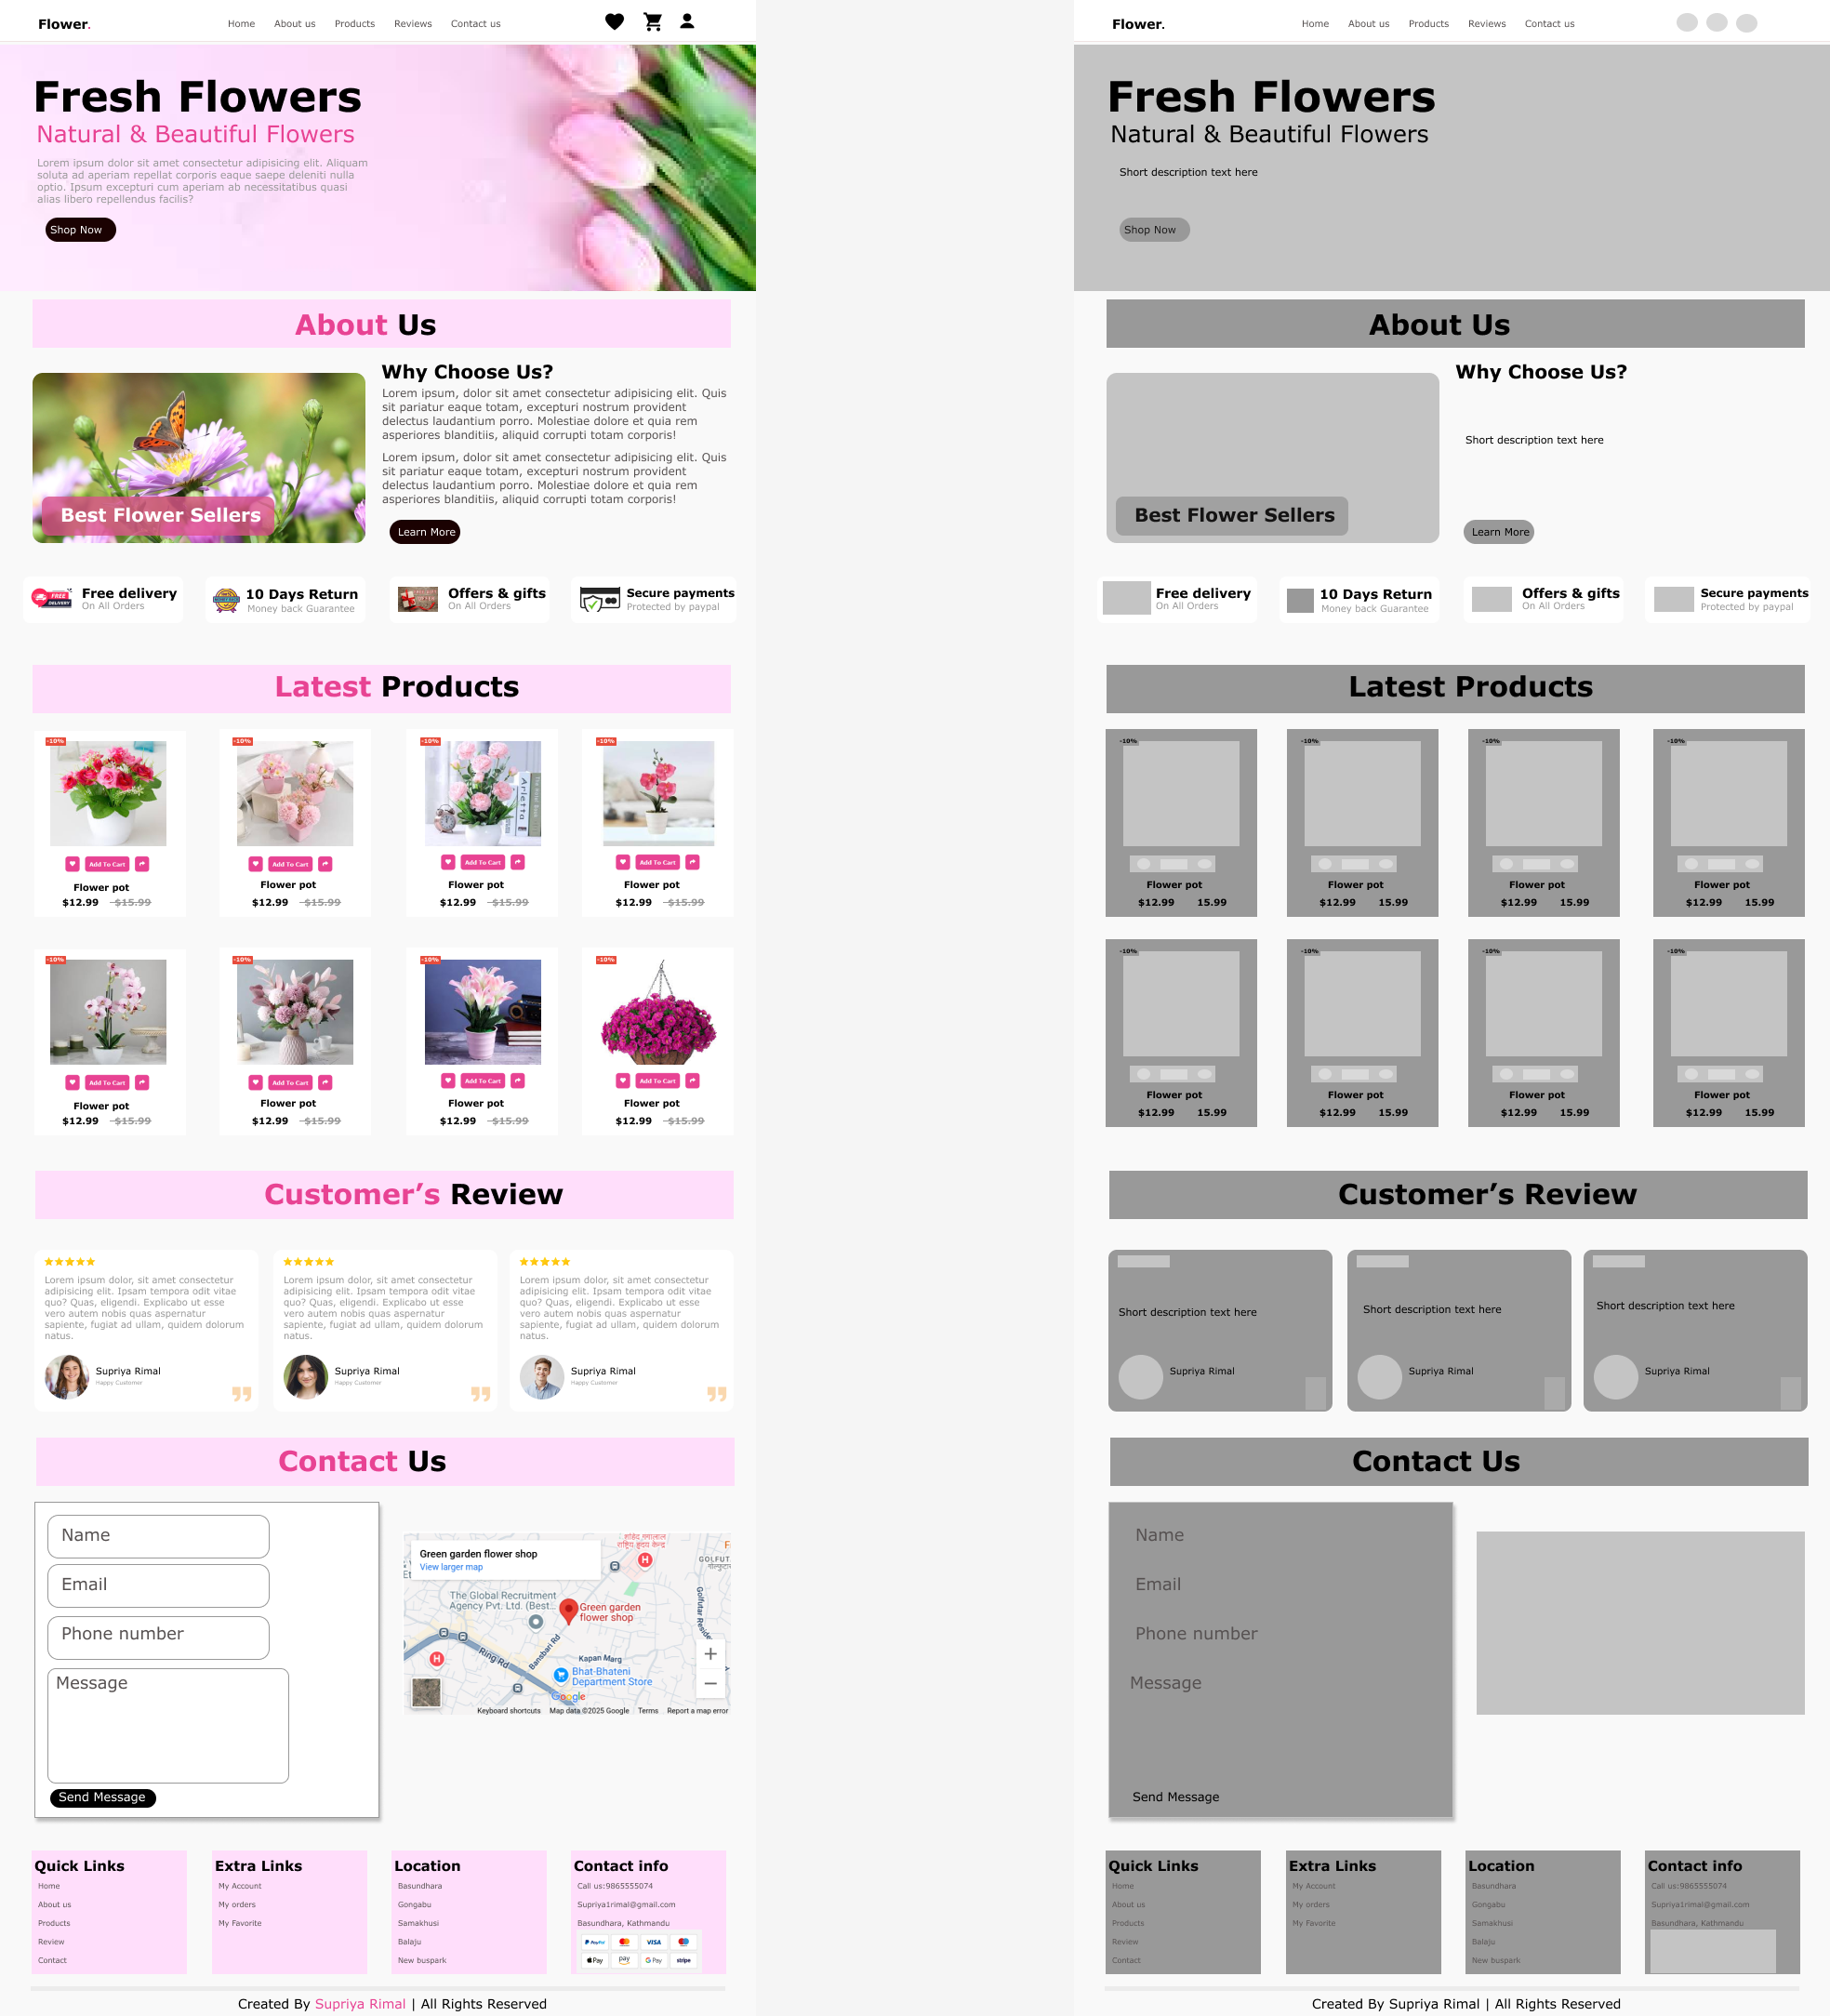 Flower.
Home About us Products Reviews Contact us
Fresh Flowers
Natural & Beautiful Flowers
Lorem ipsum dolor sit amet consectetur adipisicing elit. Aliquam
soluta ad aperiam repellat corporis eaque saepe deleniti nulla
optio. Ipsum excepturi cum aperiam ab necessitatibus quasi
alias libero repellendus facilis?
Shop Now
About Us
Best Flower Sellers
Why Choose Us?
Lorem ipsum, dolor sit amet consectetur adipisicing elit. Quis
sit pariatur eaque totam, excepturi nostrum provident
delectus laudantium porro. Molestiae dolore et quia rem
asperiores blanditiis, aliquid corrupti totam corporis!
Lorem ipsum, dolor sit amet consectetur adipisicing elit. Quis
sit pariatur eaque totam, excepturi nostrum provident
delectus laudantium porro. Molestiae dolore et quia rem
asperiores blanditiis, aliquid corrupti totam corporis!
Learn More
FREE DELIVERY
Free delivery
On All Orders
10 Days Return
Money back Guarantee
Offers & gifts
On All Orders
Secure payments
Protected by paypal
Latest Products
-10% -10% -10% -10%
Arietta
Add To Cart Add To Cart Add To Cart Add To Cart
Flower pot Flower pot Flower pot Flower pot
$12.99 $15.99 $12.99 $15.99 $12.99 $15.99 $12.99 $15.99
-10% -10% -10% -10%
Add To Cart Add To Cart Add To Cart Add To Cart
Flower pot Flower pot Flower pot Flower pot
$12.99 $15.99 $12.99 $15.99 $12.99 $15.99 $12.99 $15.99
Customer’s Review
Lorem ipsum dolor, sit amet consectetur
adipisicing elit. Ipsam tempora odit vitae
quo? Quas, eligendi. Explicabo ut esse
vero autem nobis quas aspernatur
sapiente, fugiat ad ullam, quidem dolorum
natus.
Supriya Rimal
Happy Customer
Lorem ipsum dolor, sit amet consectetur
adipisicing elit. Ipsam tempora odit vitae
quo? Quas, eligendi. Explicabo ut esse
vero autem nobis quas aspernatur
sapiente, fugiat ad ullam, quidem dolorum
natus.
Supriya Rimal
Happy Customer
Lorem ipsum dolor, sit amet consectetur
adipisicing elit. Ipsam tempora odit vitae
quo? Quas, eligendi. Explicabo ut esse
vero autem nobis quas aspernatur
sapiente, fugiat ad ullam, quidem dolorum
natus.
Supriya Rimal
Happy Customer
Contact Us
Name
Email
Phone number
Message
Send Message
Green garden flower shop
View larger map
The Global Recruitment
Agency Pvt. Ltd. (Best...
Green garden
flower shop
Golfutar
Bansbari Rd
Ring Rd
Kapan Marg
Bhat-Bhateni
Department Store
Google
Keyboard shortcuts Map data ©2025 Google Terms Report a map error
Quick Links
Home
About us
Products
Review
Contact
Extra Links
My Account
My orders
My Favorite
Location
Basundhara
Gongabu
Samakhusi
Balaju
New buspark
Contact info
Call us:9865555074
Supriya1rimal@gmail.com
Basundhara, Kathmandu
PayPal VISA
Pay pay G Pay stripe
Created By Supriya Rimal | All Rights Reserved
Flower.
Home About us Products Reviews Contact us
Fresh Flowers
Natural & Beautiful Flowers
Short description text here
Shop Now
About Us
Best Flower Sellers
Why Choose Us?
Short description text here
Learn More
Free delivery
On All Orders
10 Days Return
Money back Guarantee
Offers & gifts
On All Orders
Secure payments
Protected by paypal
Latest Products
-10% -10% -10% -10%
Flower pot Flower pot Flower pot Flower pot
$12.99 15.99 $12.99 15.99 $12.99 15.99 $12.99 15.99
-10% -10% -10% -10%
Flower pot Flower pot Flower pot Flower pot
$12.99 15.99 $12.99 15.99 $12.99 15.99 $12.99 15.99
Customer’s Review
Short description text here
Supriya Rimal
Short description text here
Supriya Rimal
Short description text here
Supriya Rimal
Contact Us
Name
Email
Phone number
Message
Send Message
Quick Links
Home
About us
Products
Review
Contact
Extra Links
My Account
My orders
My Favorite
Location
Basundhara
Gongabu
Samakhusi
Balaju
New buspark
Contact info
Call us:9865555074
Supriya1rimal@gmail.com
Basundhara, Kathmandu
Created By Supriya Rimal | All Rights Reserved